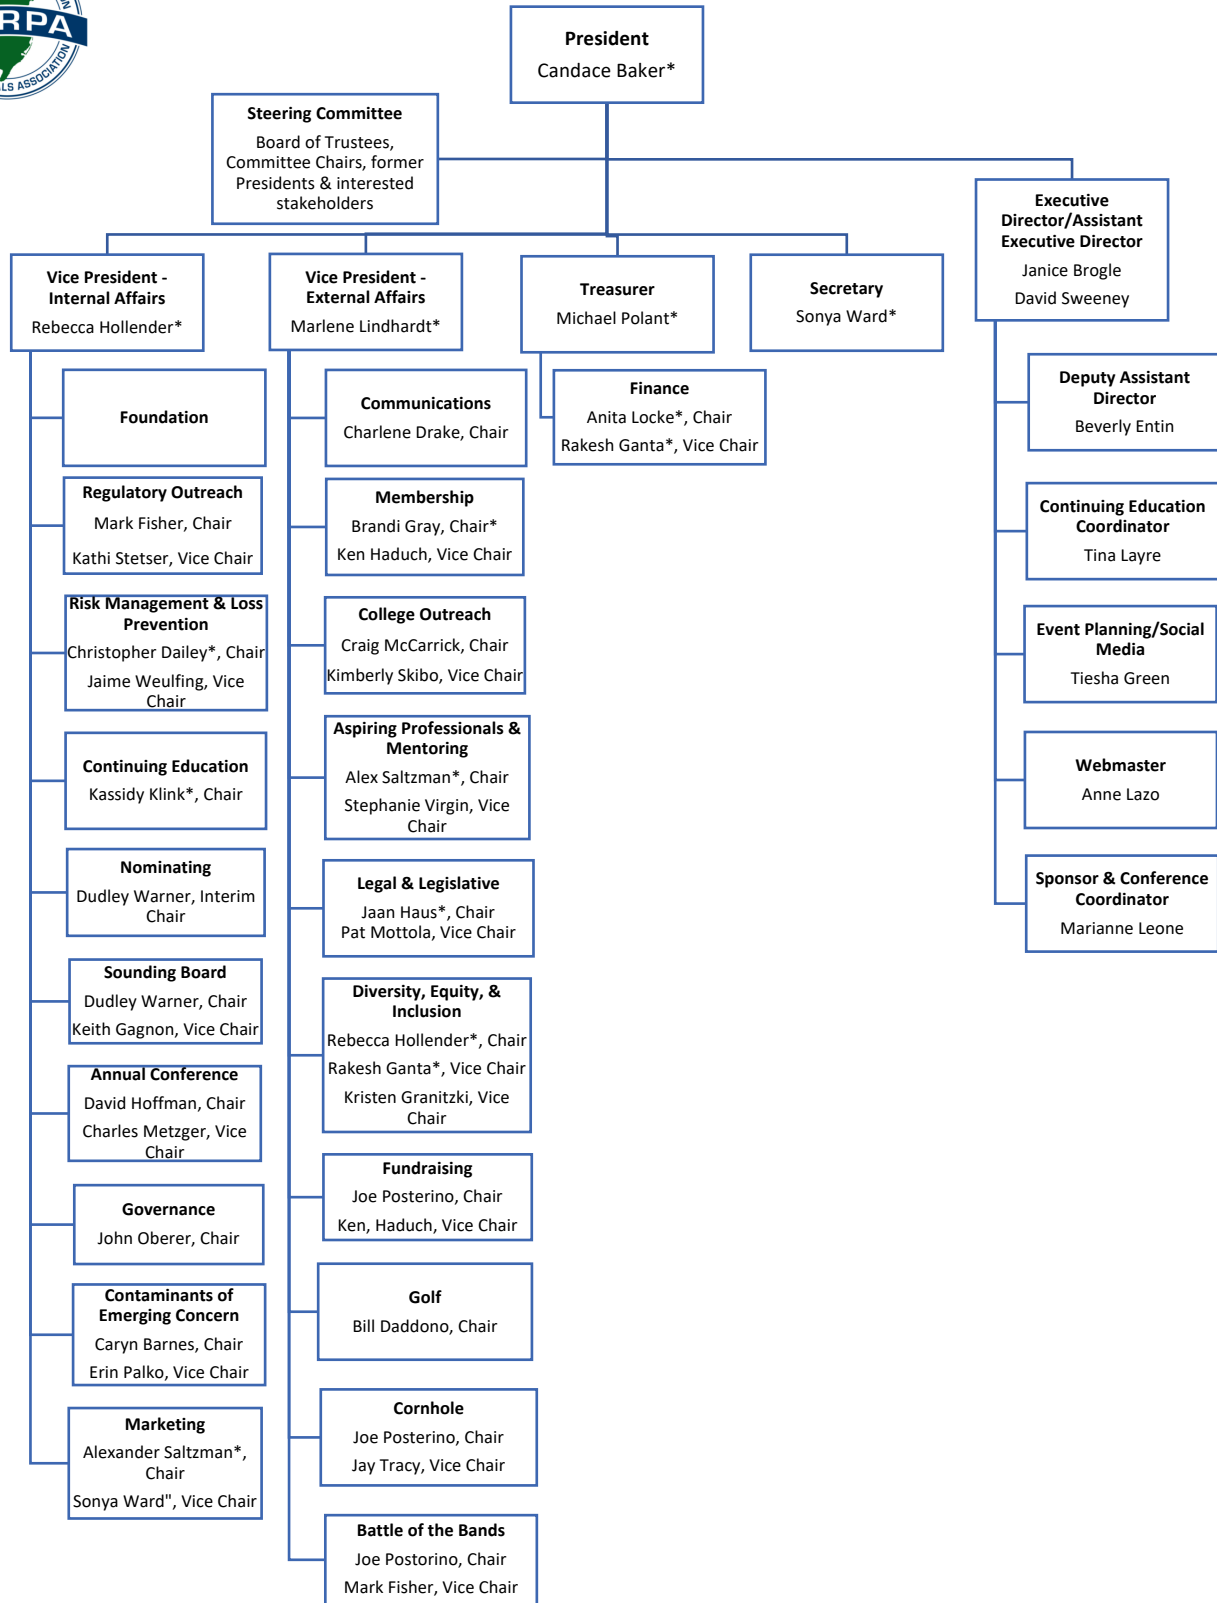 RPA
LS ASSOCIATION
President
Candace Baker*
Steering Committee
Board of Trustees,
Committee Chairs, former
Presidents & interested
stakeholders
Executive
Director/Assistant
Executive Director
Janice Brogle
David Sweeney
Vice President -
Internal Affairs
Rebecca Hollender*
Vice President -
External Affairs
Marlene Lindhardt*
Treasurer
Michael Polant*
Secretary
Sonya Ward*
Foundation
Regulatory Outreach
Mark Fisher, Chair
Kathi Stetser, Vice Chair
Risk Management & Loss
Prevention
Christopher Dailey*, Chair
Jaime Weulfing, Vice
Chair
Continuing Education
Kassidy Klink*, Chair
Nominating
Dudley Warner, Interim
Chair
Sounding Board
Dudley Warner, Chair
Keith Gagnon, Vice Chair
Annual Conference
David Hoffman, Chair
Charles Metzger, Vice
Chair
Governance
John Oberer, Chair
Contaminants of
Emerging Concern
Caryn Barnes, Chair
Erin Palko, Vice Chair
Marketing
Alexander Saltzman*,
Chair
Sonya Ward", Vice Chair
Communications
Charlene Drake, Chair
Membership
Brandi Gray, Chair*
Ken Haduch, Vice Chair
College Outreach
Craig McCarrick, Chair
Kimberly Skibo, Vice Chair
Aspiring Professionals &
Mentoring
Alex Saltzman*, Chair
Stephanie Virgin, Vice
Chair
Legal & Legislative
Jaan Haus*, Chair
Pat Mottola, Vice Chair
Diversity, Equity, &
Inclusion
Rebecca Hollender*, Chair
Rakesh Ganta*, Vice Chair
Kristen Granitzki, Vice
Chair
Fundraising
Joe Posterino, Chair
Ken, Haduch, Vice Chair
Golf
Bill Daddono, Chair
Cornhole
Joe Posterino, Chair
Jay Tracy, Vice Chair
Battle of the Bands
Joe Postorino, Chair
Mark Fisher, Vice Chair
Finance
Anita Locke*, Chair
Rakesh Ganta*, Vice Chair
Deputy Assistant
Director
Beverly Entin
Continuing Education
Coordinator
Tina Layre
Event Planning/Social
Media
Tiesha Green
Webmaster
Anne Lazo
Sponsor & Conference
Coordinator
Marianne Leone